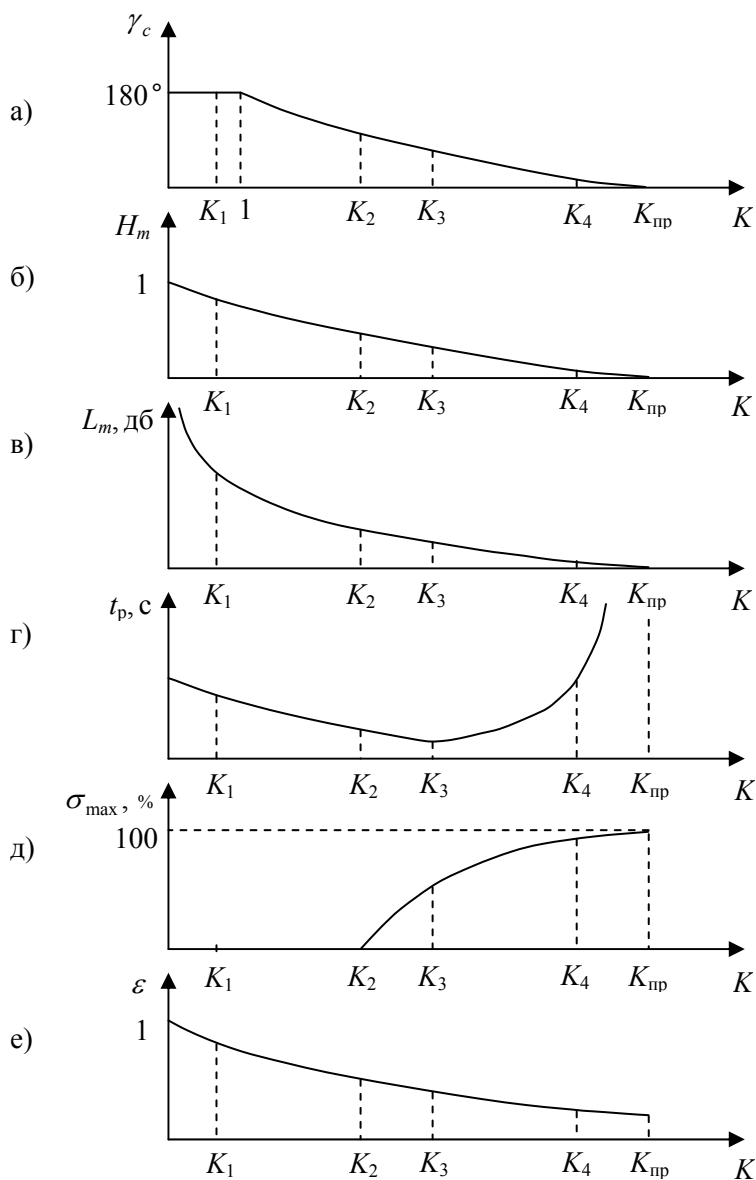 γc
180°
а)
K1 1 K2 K3 K4 Kпр K
Hm
1
б)
K1 K2 K3 K4 Kпр K
Lm, дб
в)
K1 K2 K3 K4 Kпр K
tр, с
г)
K1 K2 K3 K4 Kпр K
σmax, %
100
д)
K1 K2 K3 K4 Kпр K
ε
1
е)
K1 K2 K3 K4 Kпр K